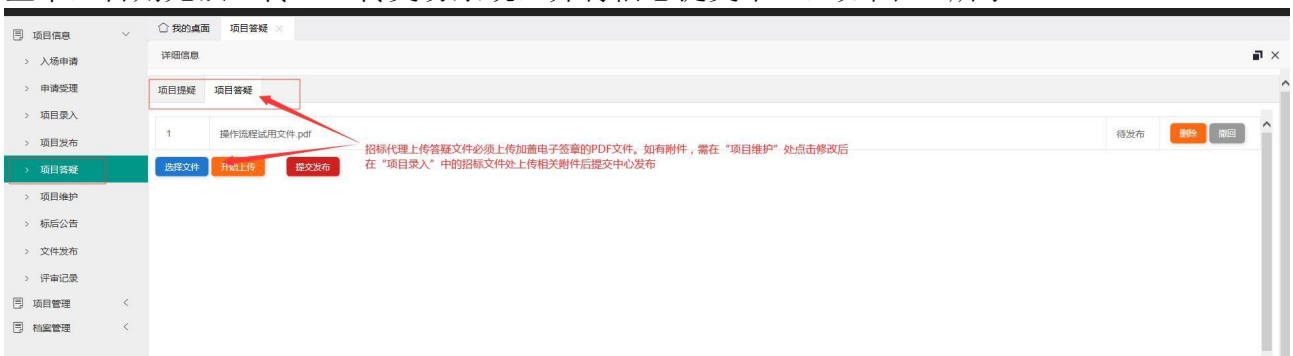 项目信息
入场申请
申请受理
项目录入
项目发布
项目答疑
项目维护
标后公告
文件发布
评审记录
项目管理
档案管理
我的桌面 项目答疑
详细信息
项目提疑 项目答疑
1 操作流程试用文件.pdf 待发布 删除 撤回
选择文件 开始上传 提交发布
招标代理上传答疑文件必须上传加盖电子签章的PDF文件。如有附件，需在“项目维护”处点击修改后
在“项目录入”中的招标文件处上传相关附件后提交中心发布